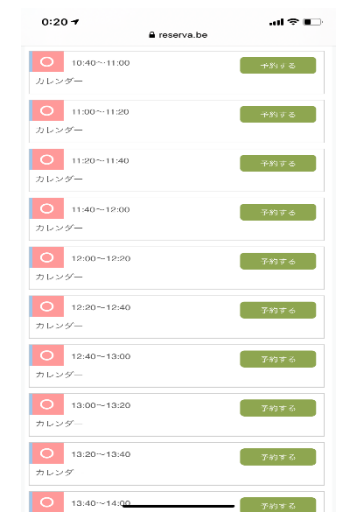 0:20
reserva.be
10:40～11:00
予約する
カレンダー
11:00～11:20
予約する
カレンダー
11:20～11:40
予約する
カレンダー
11:40～12:00
予約する
カレンダー
12:00～12:20
予約する
カレンダー
12:20～12:40
予約する
カレンダー
12:40～13:00
予約する
カレンダー
13:00～13:20
予約する
カレンダー
13:20～13:40
予約する
カレンダ
13:40～14:00
予約する